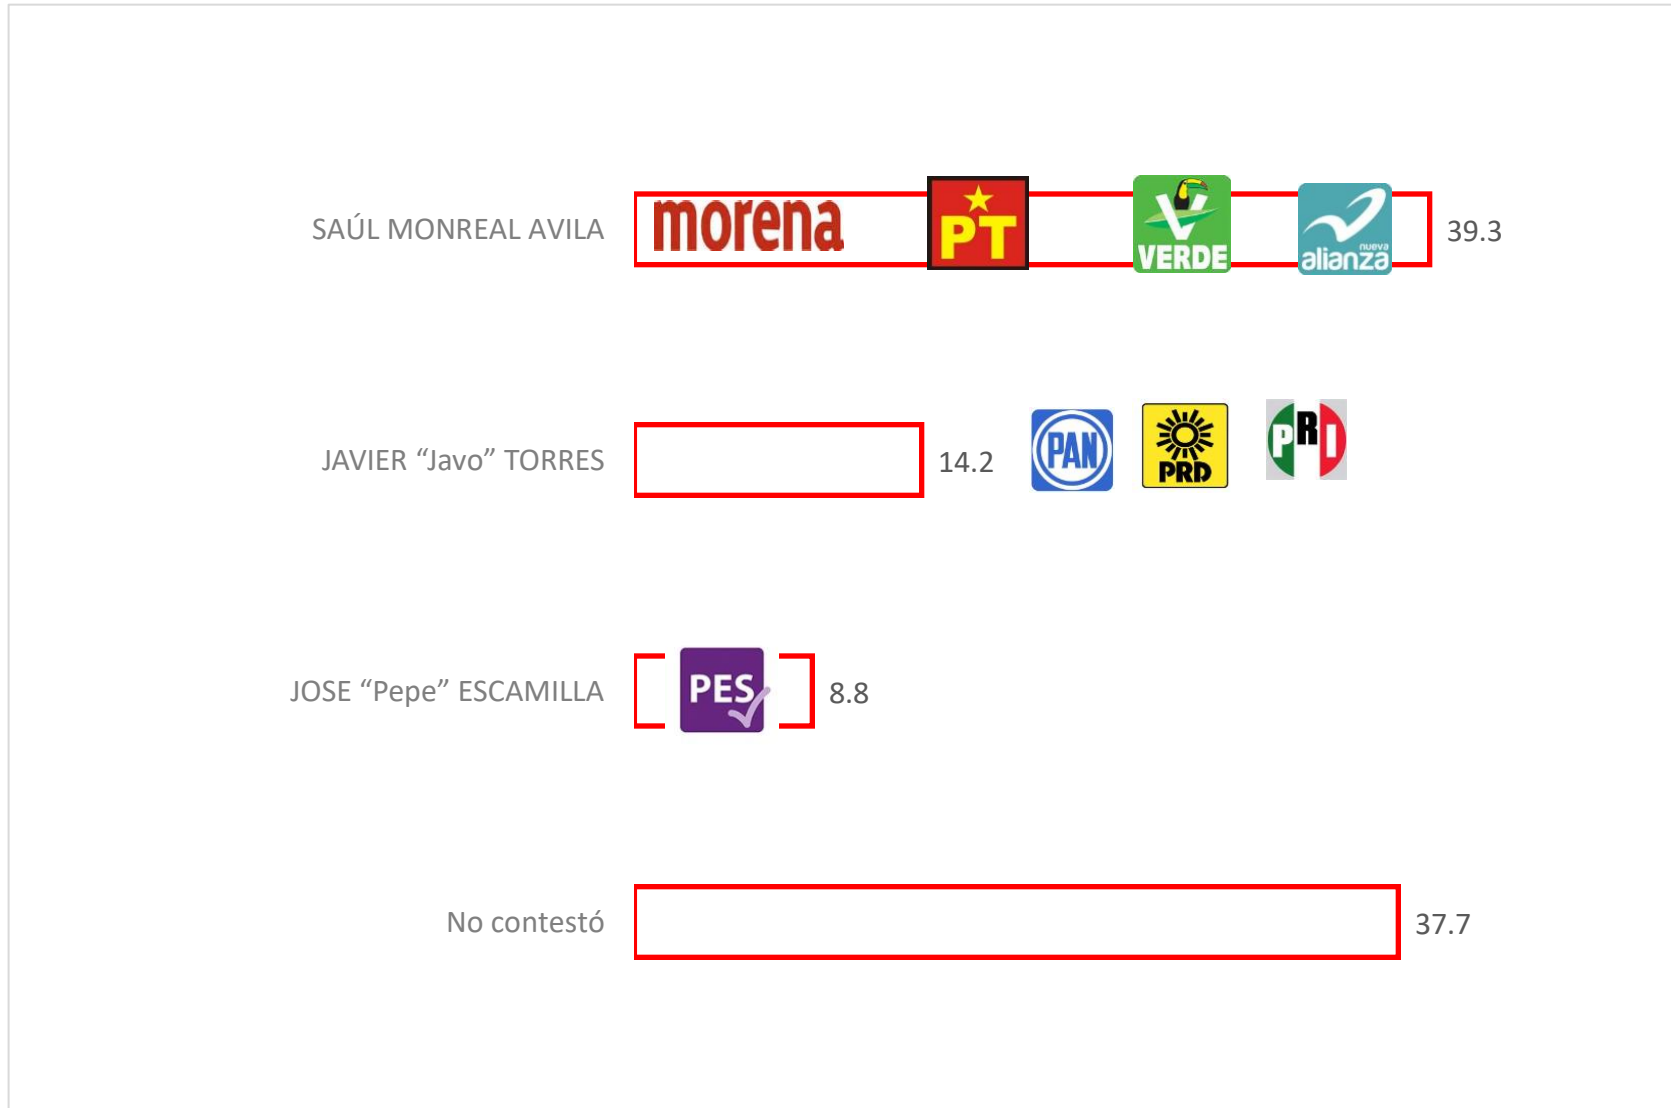 SAÚL MONREAL AVILA
morena
PT
VERDE
nueva
alianza
39.3
JAVIER “Javo” TORRES
14.2
PAN
PRD
PRI
JOSE “Pepe” ESCAMILLA
PES
8.8
No contestó
37.7